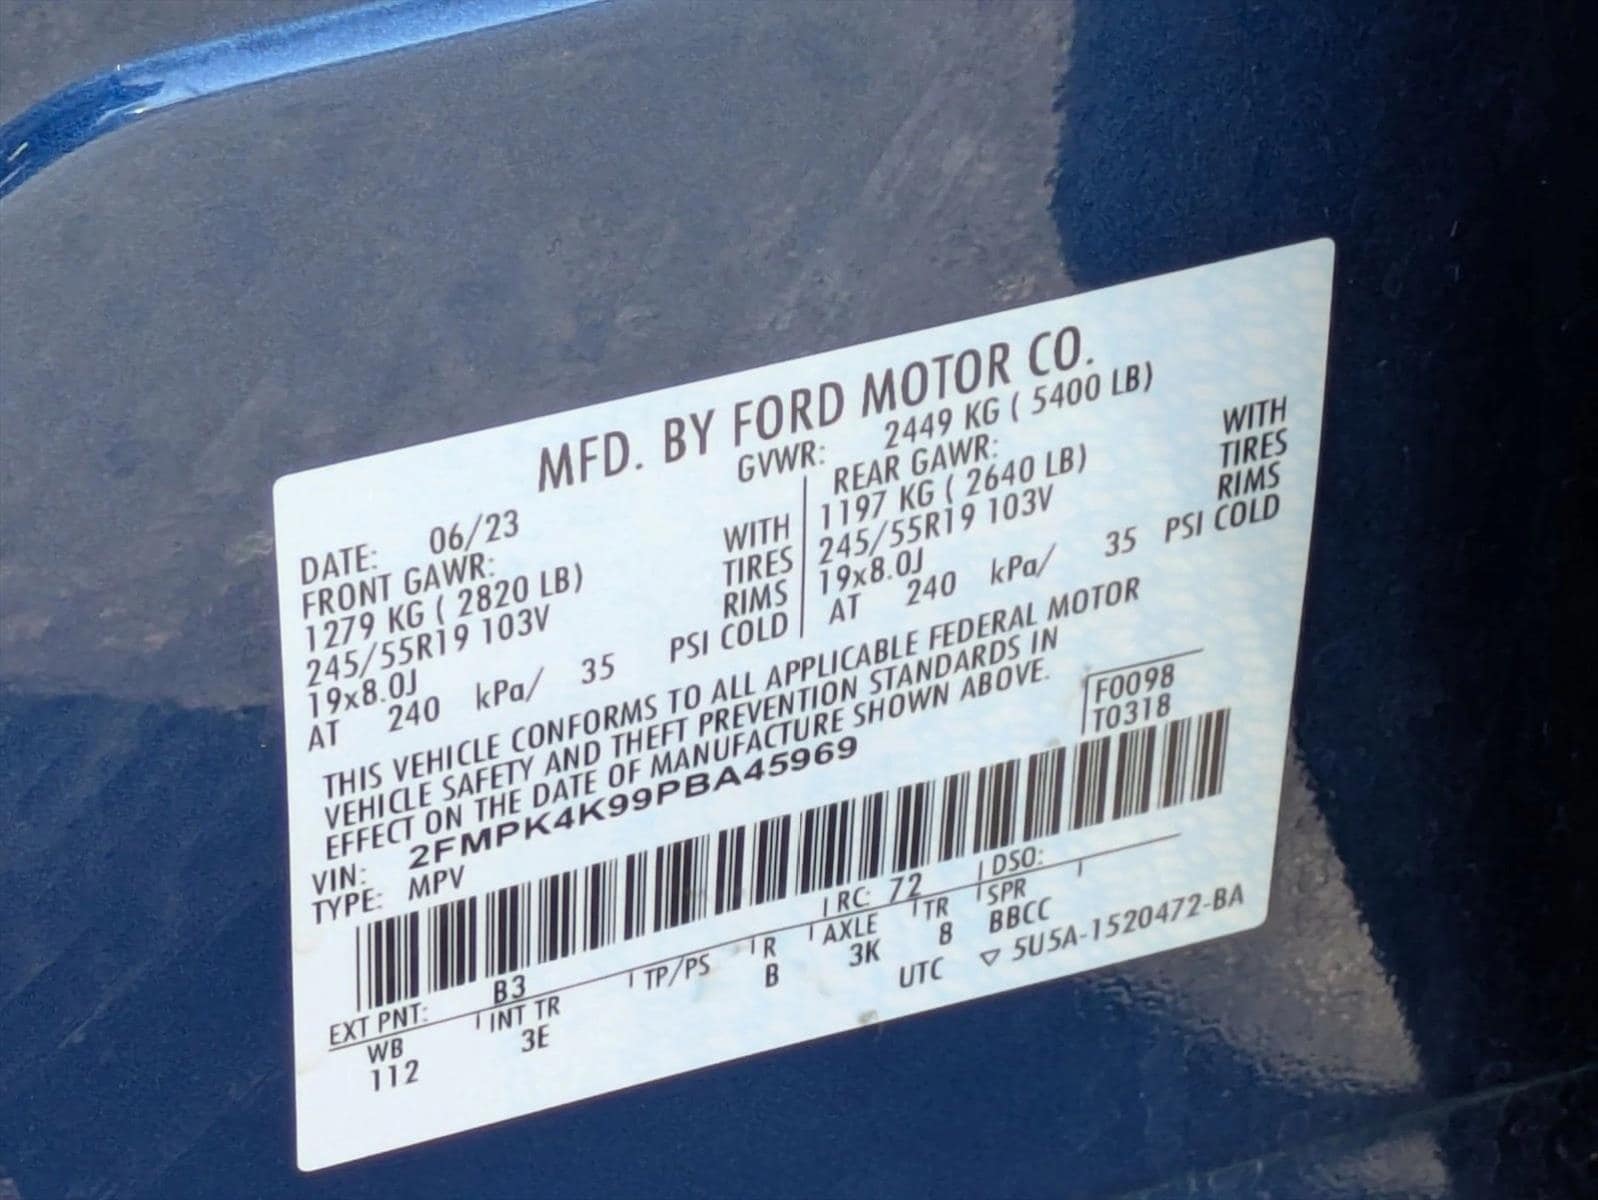 MFD. BY FORD MOTOR CO.
DATE: 06/23 GVWR: 2449 KG ( 5400 LB)
FRONT GAWR: REAR GAWR:
1279 KG ( 2820 LB) WITH 1197 KG ( 2640 LB) WITH
245/55R19 103V TIRES 245/55R19 103V TIRES
19x8.0J RIMS 19x8.0J RIMS
AT 240 kPa/ 35 PSI COLD AT 240 kPa/ 35 PSI COLD
THIS VEHICLE CONFORMS TO ALL APPLICABLE FEDERAL MOTOR
VEHICLE SAFETY AND THEFT PREVENTION STANDARDS IN
EFFECT ON THE DATE OF MANUFACTURE SHOWN ABOVE.
VIN: 2FMPK4K99PBA45969 F0098
TYPE: MPV T0318
EXT PNT: B3 RC: 72 DSO:
WB INT TR TP/PS R AXLE TR SPR
112 3E B 3K 8 BBCC
UTC ▽ 5U5A-1520472-BA